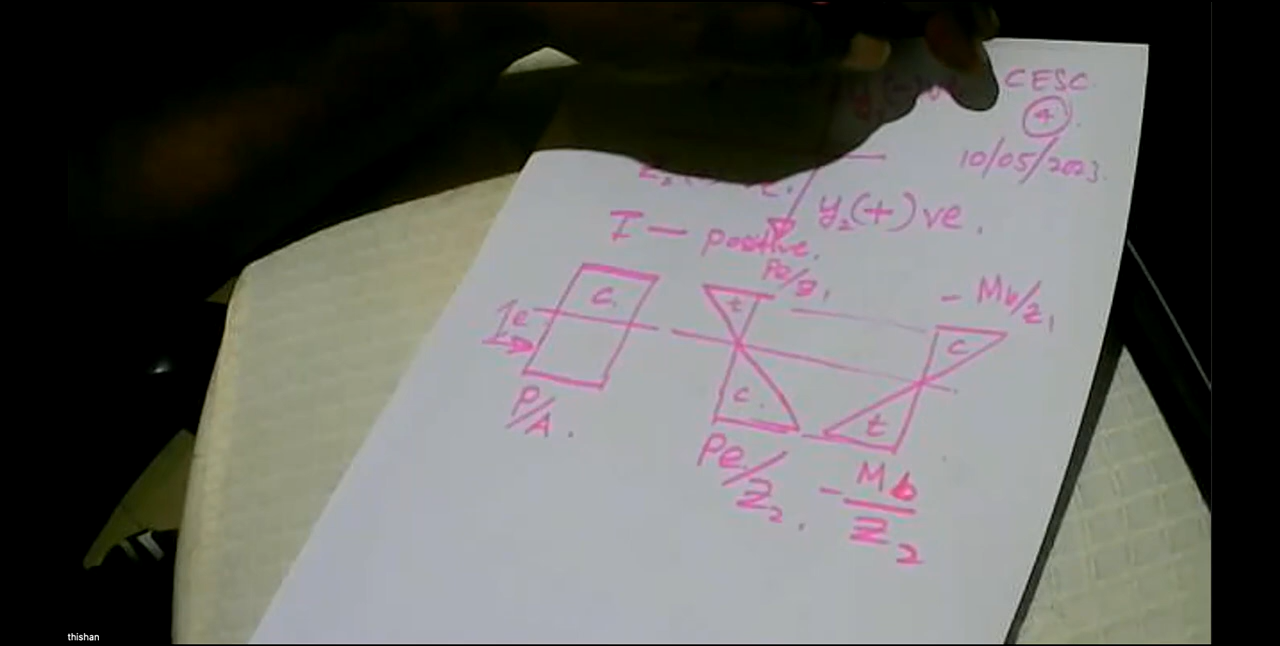 CESC
4
10/05/2023.
y₂(+)ve.
I — positive.
Pe/Z₁
- Mb/Z₁
c.
t
c
e
c.
t
P/A.
Pe/Z₂.
- Mb/Z₂
thishan